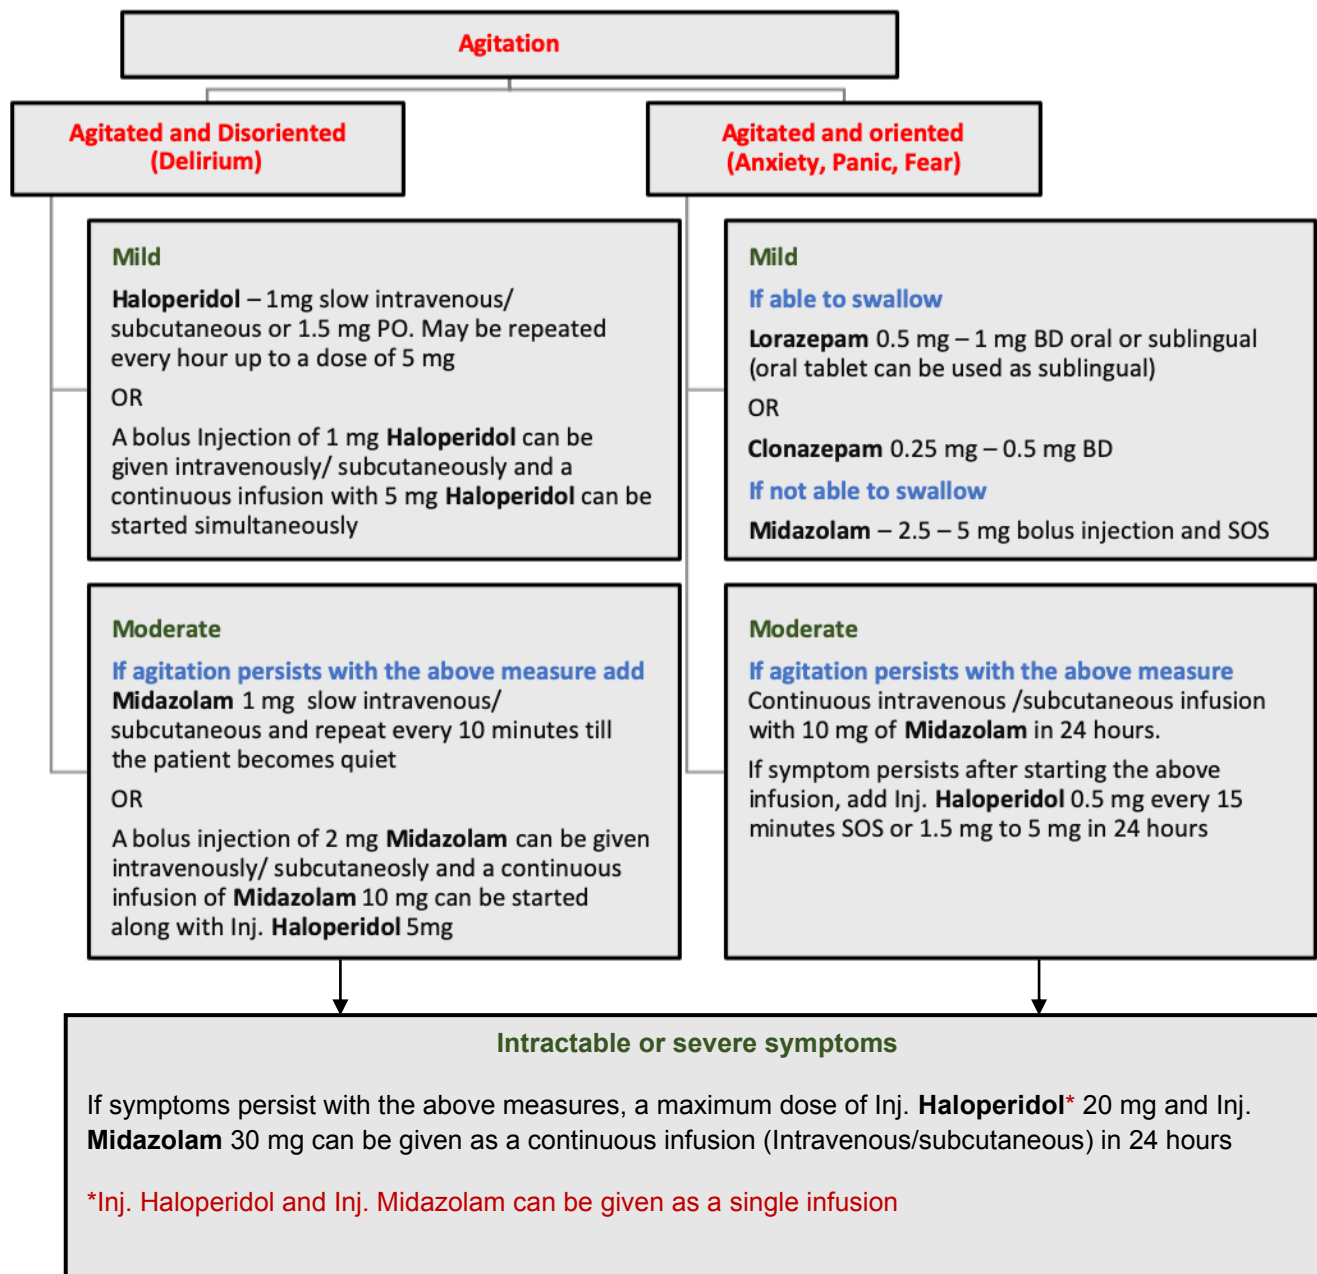 Agitation
Agitated and Disoriented
(Delirium)
Mild
Haloperidol – 1mg slow intravenous/
subcutaneous or 1.5 mg PO. May be repeated
every hour up to a dose of 5 mg
OR
A bolus Injection of 1 mg Haloperidol can be
given intravenously/ subcutaneously and a
continuous infusion with 5 mg Haloperidol can be
started simultaneously
Moderate
If agitation persists with the above measure add
Midazolam 1 mg slow intravenous/
subcutaneous and repeat every 10 minutes till
the patient becomes quiet
OR
A bolus injection of 2 mg Midazolam can be given
intravenously/ subcutaneosly and a continuous
infusion of Midazolam 10 mg can be started
along with Inj. Haloperidol 5mg
Agitated and oriented
(Anxiety, Panic, Fear)
Mild
If able to swallow
Lorazepam 0.5 mg – 1 mg BD oral or sublingual
(oral tablet can be used as sublingual)
OR
Clonazepam 0.25 mg – 0.5 mg BD
If not able to swallow
Midazolam – 2.5 – 5 mg bolus injection and SOS
Moderate
If agitation persists with the above measure
Continuous intravenous /subcutaneous infusion
with 10 mg of Midazolam in 24 hours.
If symptom persists after starting the above
infusion, add Inj. Haloperidol 0.5 mg every 15
minutes SOS or 1.5 mg to 5 mg in 24 hours
Intractable or severe symptoms
If symptoms persist with the above measures, a maximum dose of Inj. Haloperidol* 20 mg and Inj.
Midazolam 30 mg can be given as a continuous infusion (Intravenous/subcutaneous) in 24 hours
*Inj. Haloperidol and Inj. Midazolam can be given as a single infusion